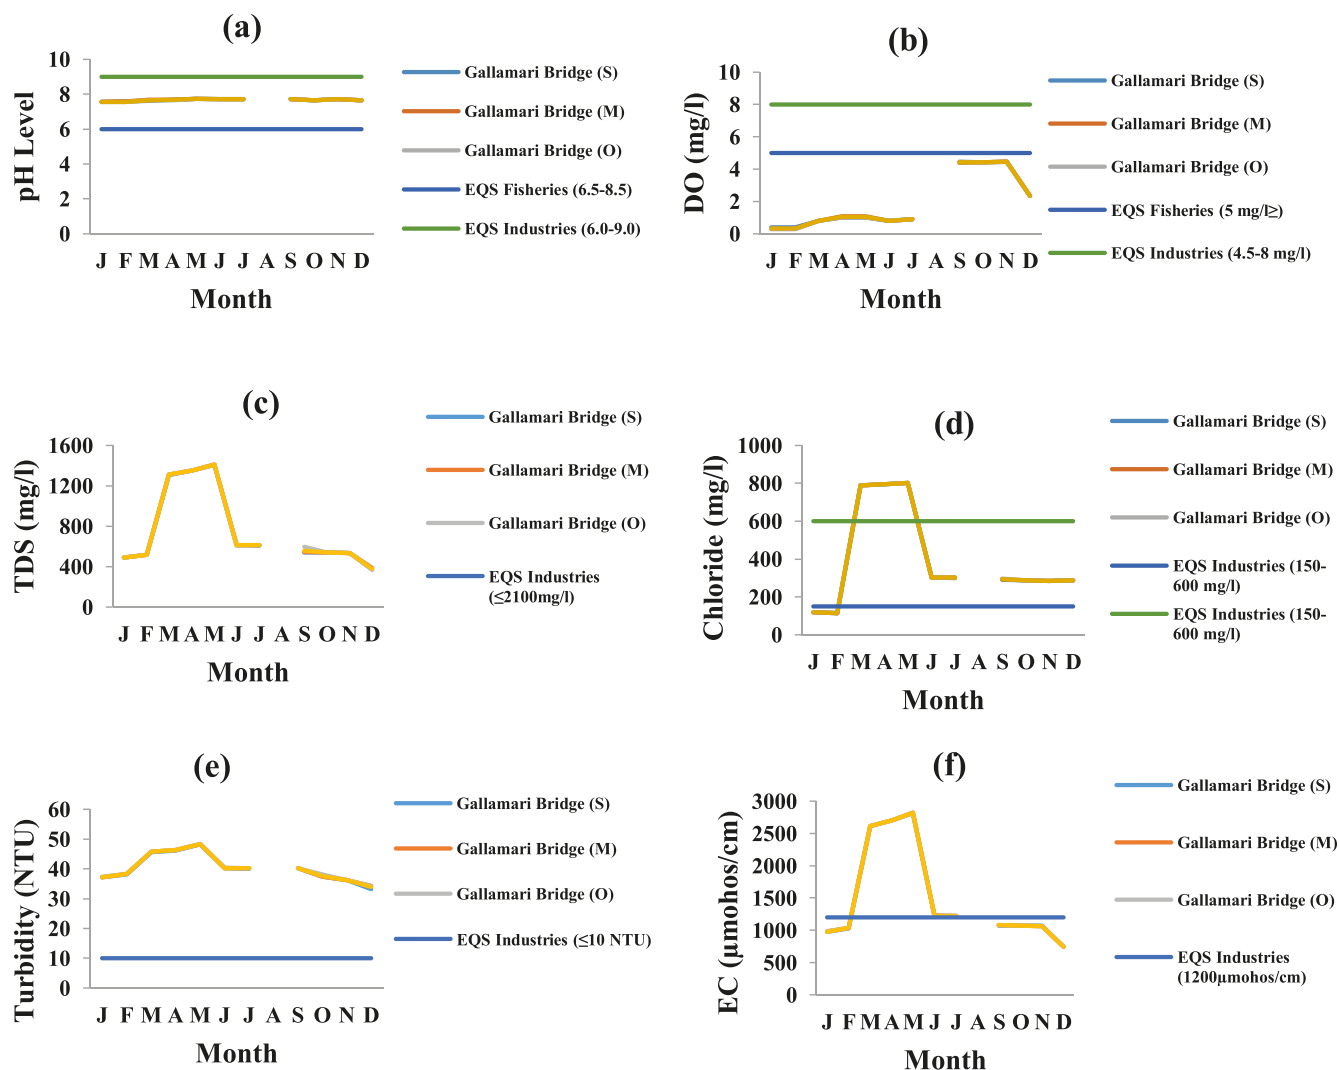 (a)
10
8
6
4
2
0
pH Level
J F M A M J J A S O N D
Month
Gallamari Bridge (S)
Gallamari Bridge (M)
Gallamari Bridge (O)
EQS Fisheries (6.5-8.5)
EQS Industries (6.0-9.0)
(b)
10
8
6
4
2
0
DO (mg/l)
J F M A M J J A S O N D
Month
Gallamari Bridge (S)
Gallamari Bridge (M)
Gallamari Bridge (O)
EQS Fisheries (5 mg/l≥)
EQS Industries (4.5-8 mg/l)
(c)
1600
1200
800
400
0
TDS (mg/l)
J F M A M J J A S O N D
Month
Gallamari Bridge (S)
Gallamari Bridge (M)
Gallamari Bridge (O)
EQS Industries
(≤2100mg/l)
(d)
1000
800
600
400
200
0
Chloride (mg/l)
J F M A M J J A S O N D
Month
Gallamari Bridge (S)
Gallamari Bridge (M)
Gallamari Bridge (O)
EQS Industries (150-
600 mg/l)
EQS Industries (150-
600 mg/l)
(e)
60
50
40
30
20
10
0
Turbidity (NTU)
J F M A M J J A S O N D
Month
Gallamari Bridge (S)
Gallamari Bridge (M)
Gallamari Bridge (O)
EQS Industries (≤10 NTU)
(f)
3000
2500
2000
1500
1000
500
0
EC (µmohos/cm)
J F M A M J J A S O N D
Month
Gallamari Bridge (S)
Gallamari Bridge (M)
Gallamari Bridge (O)
EQS Industries
(1200µmohos/cm)